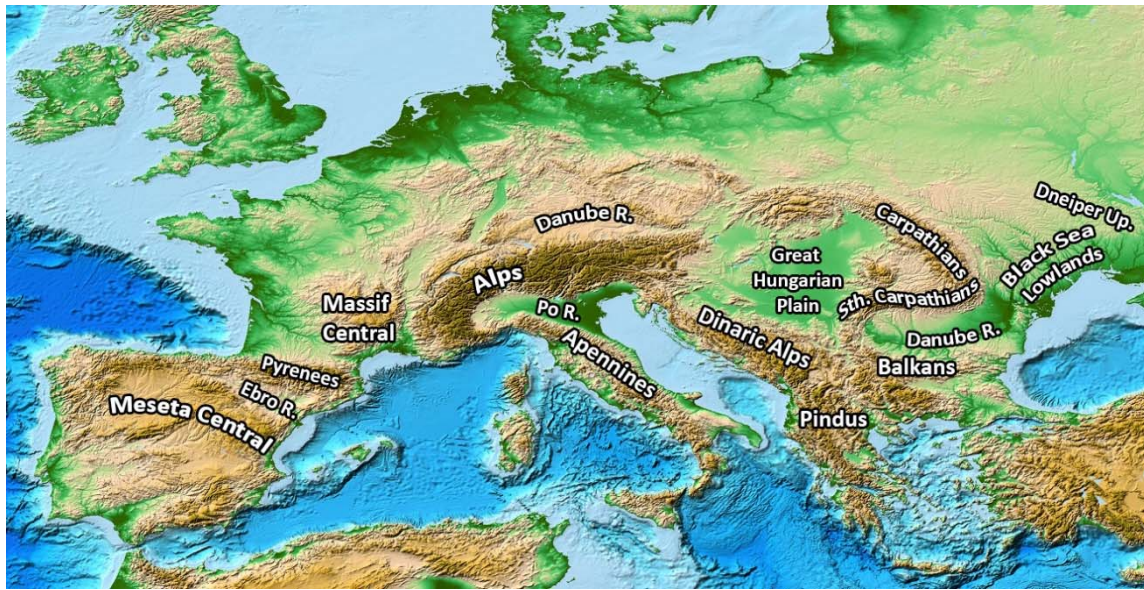 Dneiper Up.
Carpathians
Danube R.
Black Sea
Lowlands
Great
Hungarian
Plain
Alps
Sth. Carpathians
Massif
Central
Po R.
Dinaric Alps
Danube R.
Apennines
Balkans
Pyrenees
Ebro R.
Meseta Central
Pindus